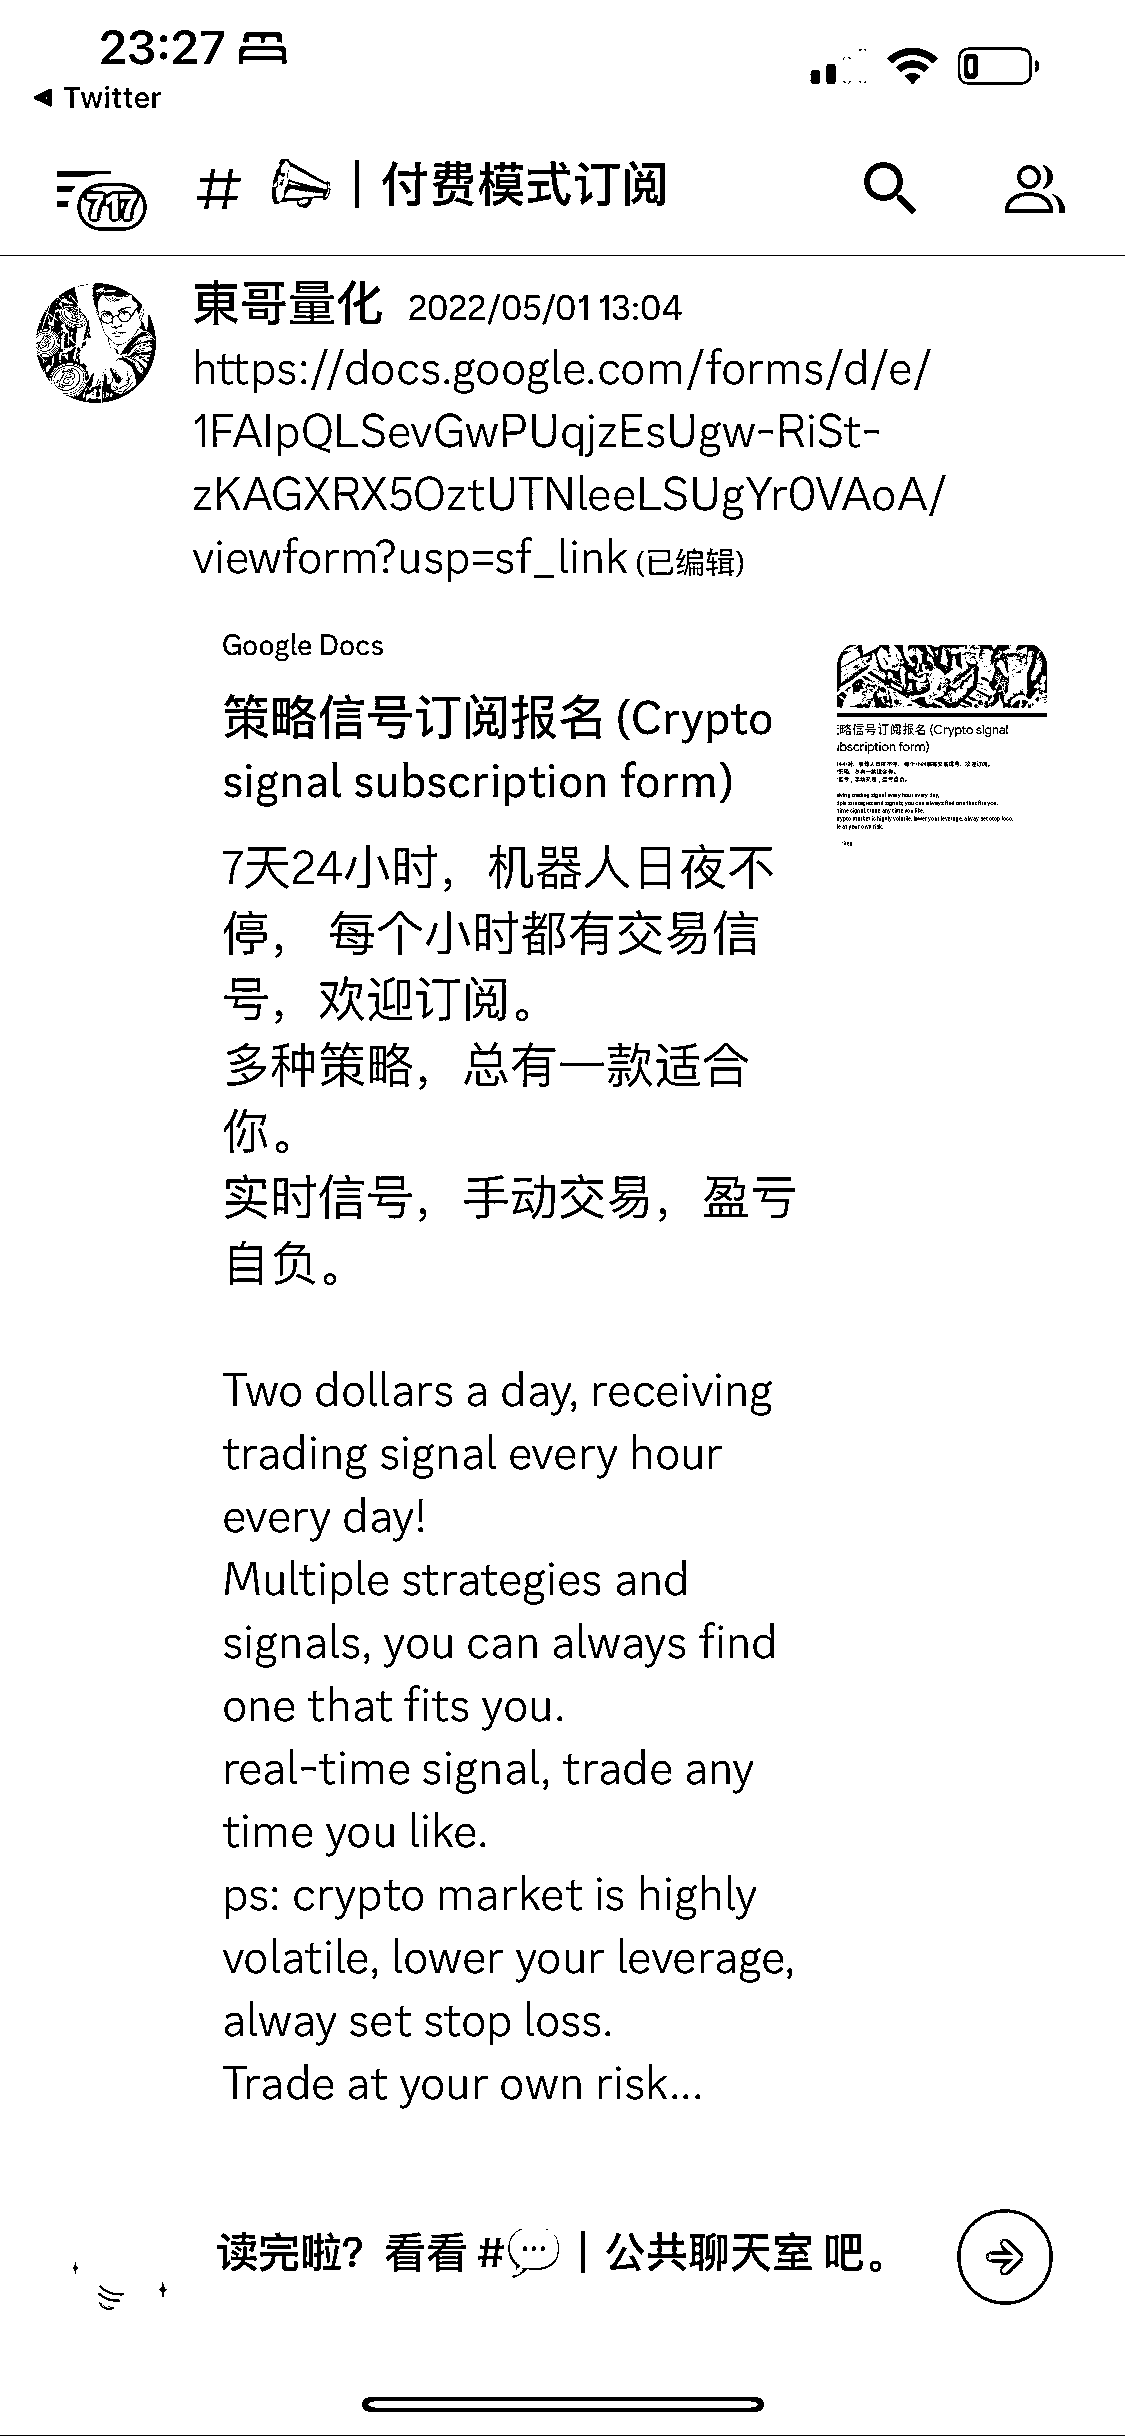 23:27
◀ Twitter
717
# 📣｜付费模式订阅
東哥量化 2022/05/01 13:04
https://docs.google.com/forms/d/e/
1FAIpQLSevGwPUqjzEsUgw-RiSt-
zKAGXRX5OztUTNleeLSUgYr0VAoA/
viewform?usp=sf_link (已编辑)
Google Docs
策略信号订阅报名 (Crypto
signal subscription form)
7天24小时，机器人日夜不
停， 每个小时都有交易信
号，欢迎订阅。
多种策略，总有一款适合
你。
实时信号，手动交易，盈亏
自负。
Two dollars a day, receiving
trading signal every hour
every day!
Multiple strategies and
signals, you can always find
one that fits you.
real-time signal, trade any
time you like.
ps: crypto market is highly
volatile, lower your leverage,
alway set stop loss.
Trade at your own risk...
略信号订阅报名 (Crypto signal
bscription form)
读完啦？看看 #💬｜公共聊天室 吧。